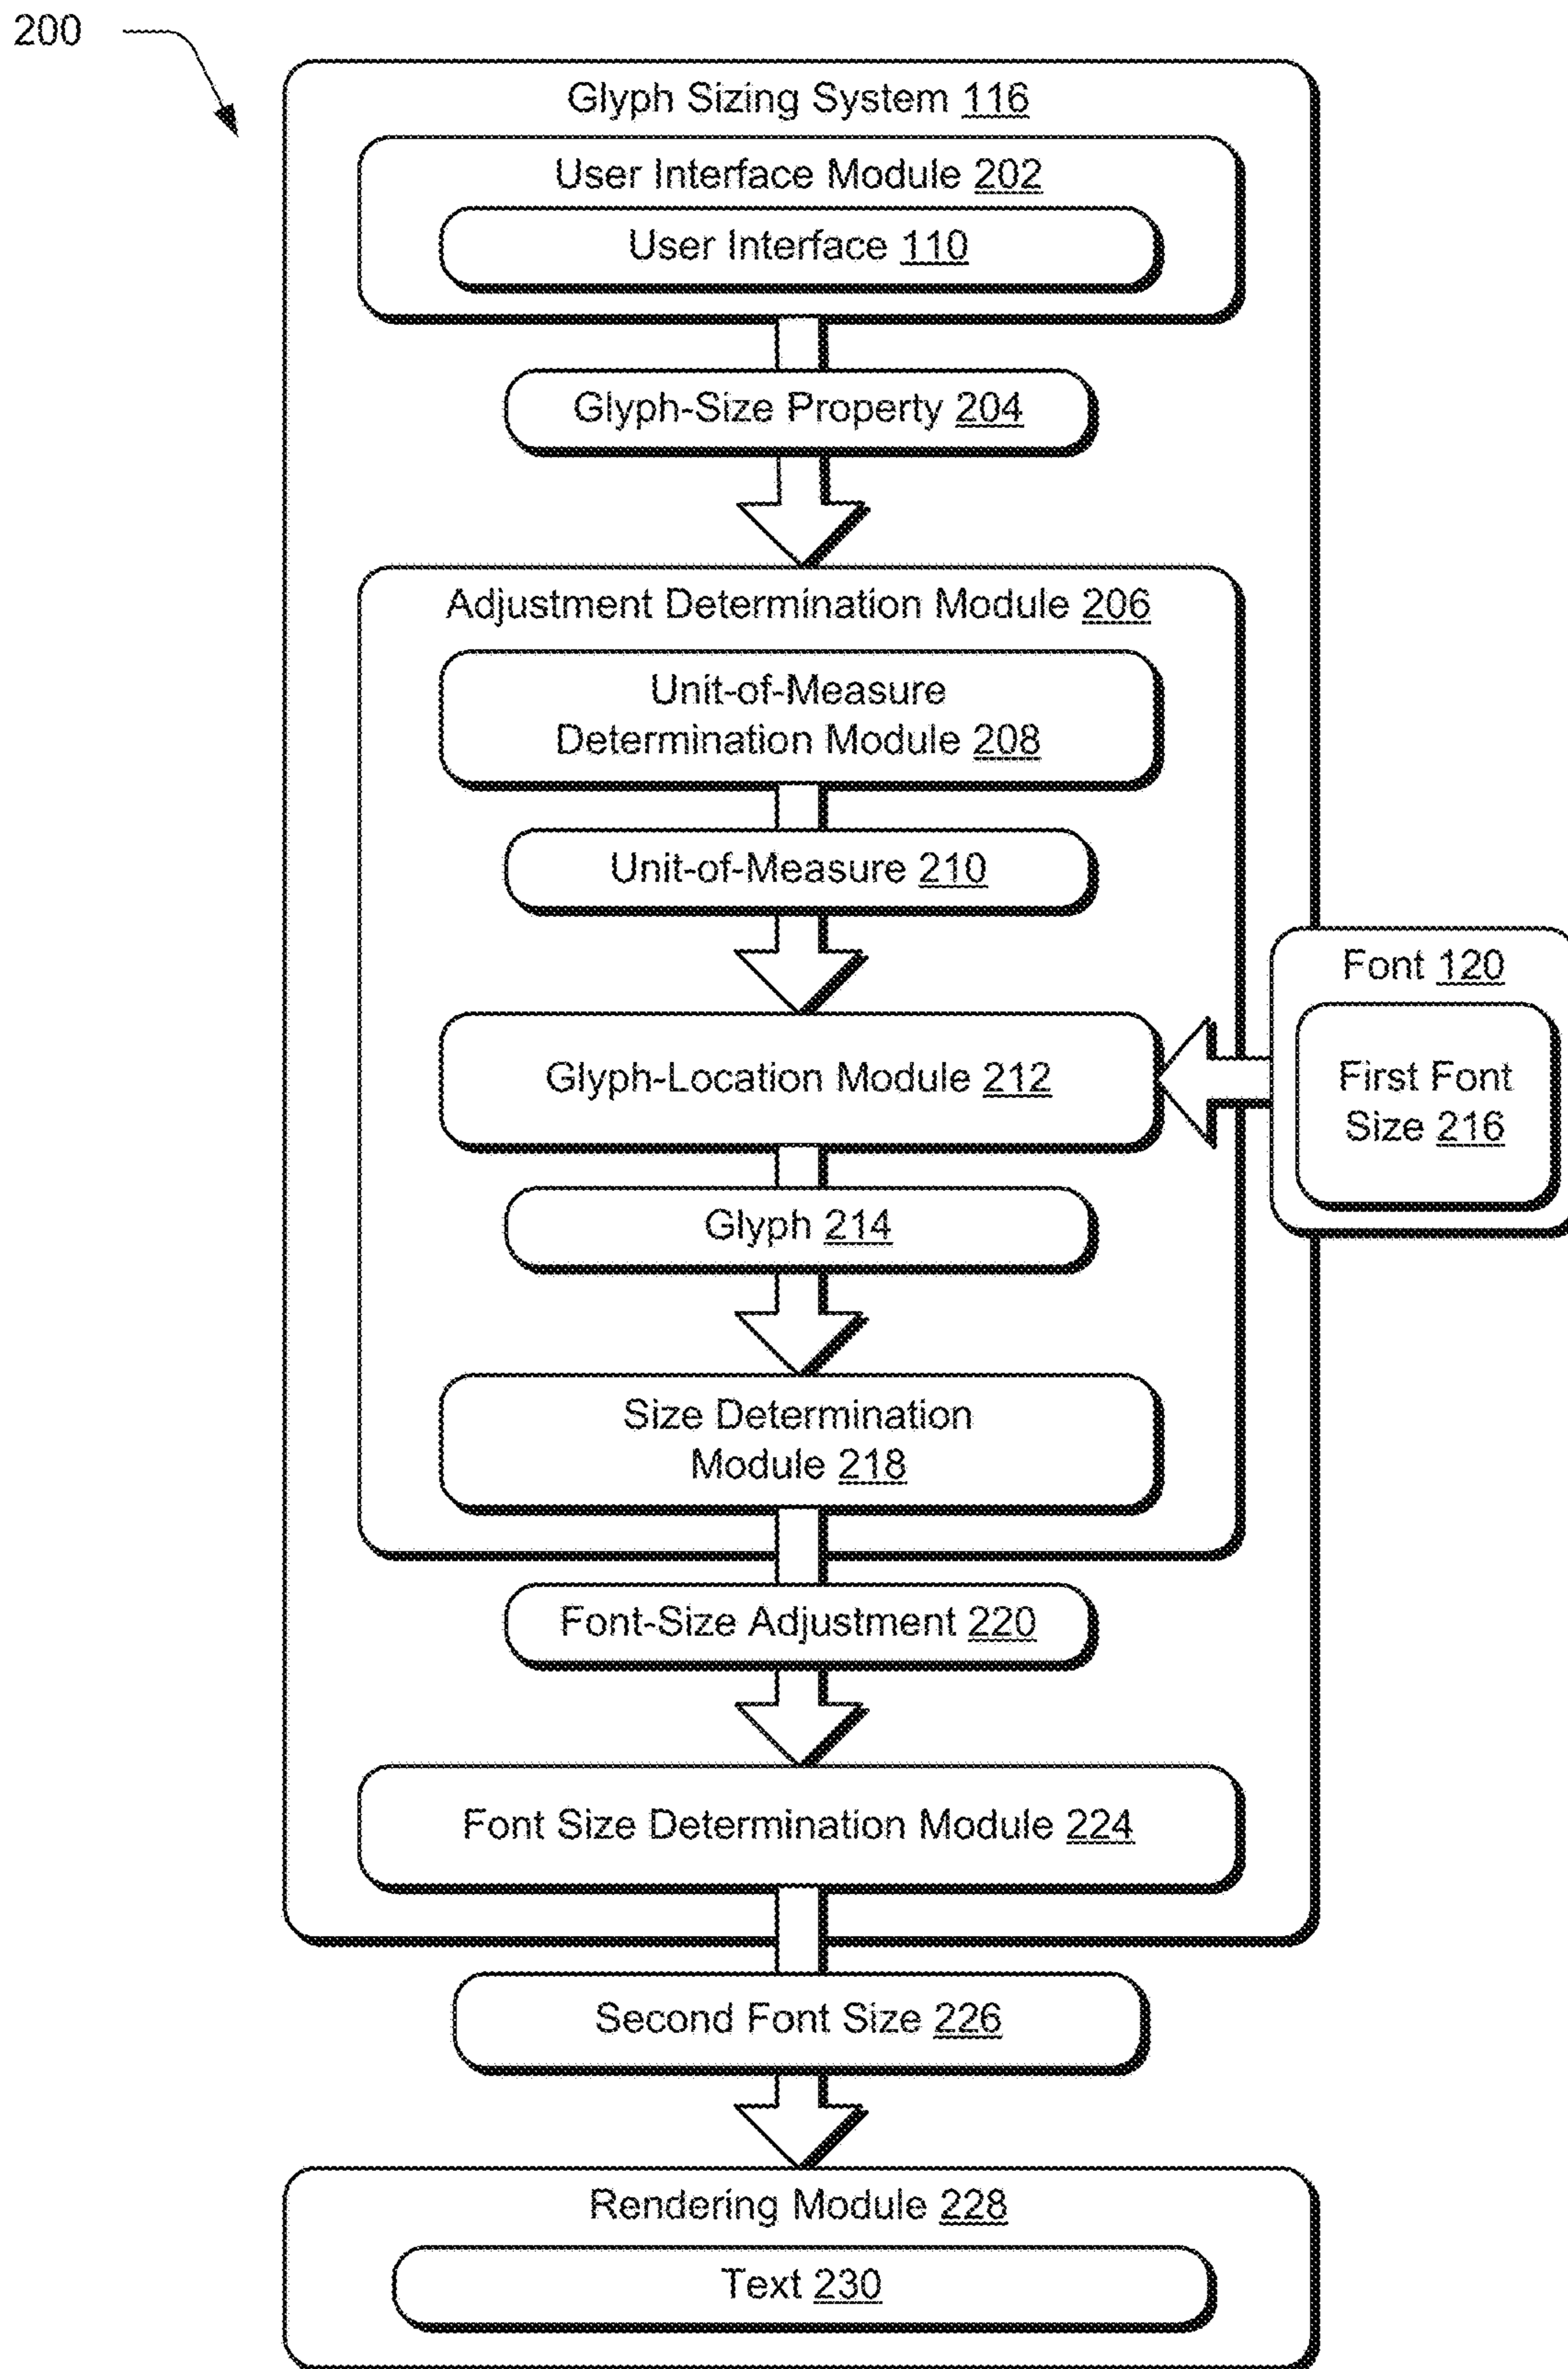 200
Glyph Sizing System 116
User Interface Module 202
User Interface 110
Glyph-Size Property 204
Adjustment Determination Module 206
Unit-of-Measure
Determination Module 208
Unit-of-Measure 210
Font 120
First Font
Size 216
Glyph-Location Module 212
Glyph 214
Size Determination
Module 218
Font-Size Adjustment 220
Font Size Determination Module 224
Second Font Size 226
Rendering Module 228
Text 230